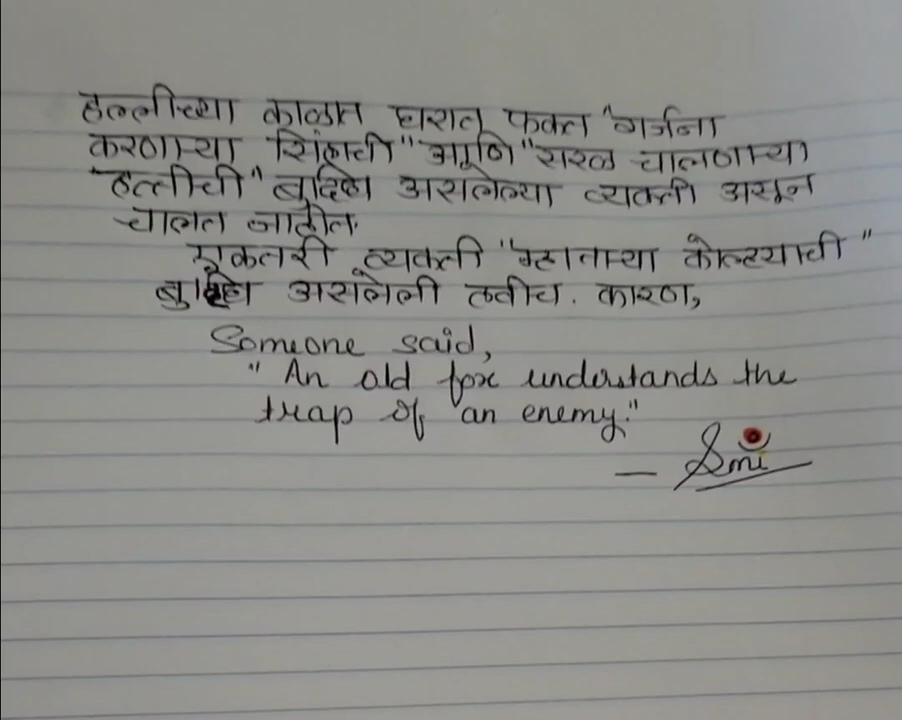 हल्लीच्या काळात घरात फक्त "गर्जना
करणाऱ्या सिंहाची" आणि "सरळ चालणाऱ्या
हत्तीची" बुद्धि असलेल्या व्यक्ती असून
चालत नाहीत.
एकतरी व्यक्ती "म्हाताऱ्या कोल्ह्याची"
बुद्धि असलेली हवीच. कारण,
Someone said,
"An old fox understands the
trap of an enemy."
- Smi